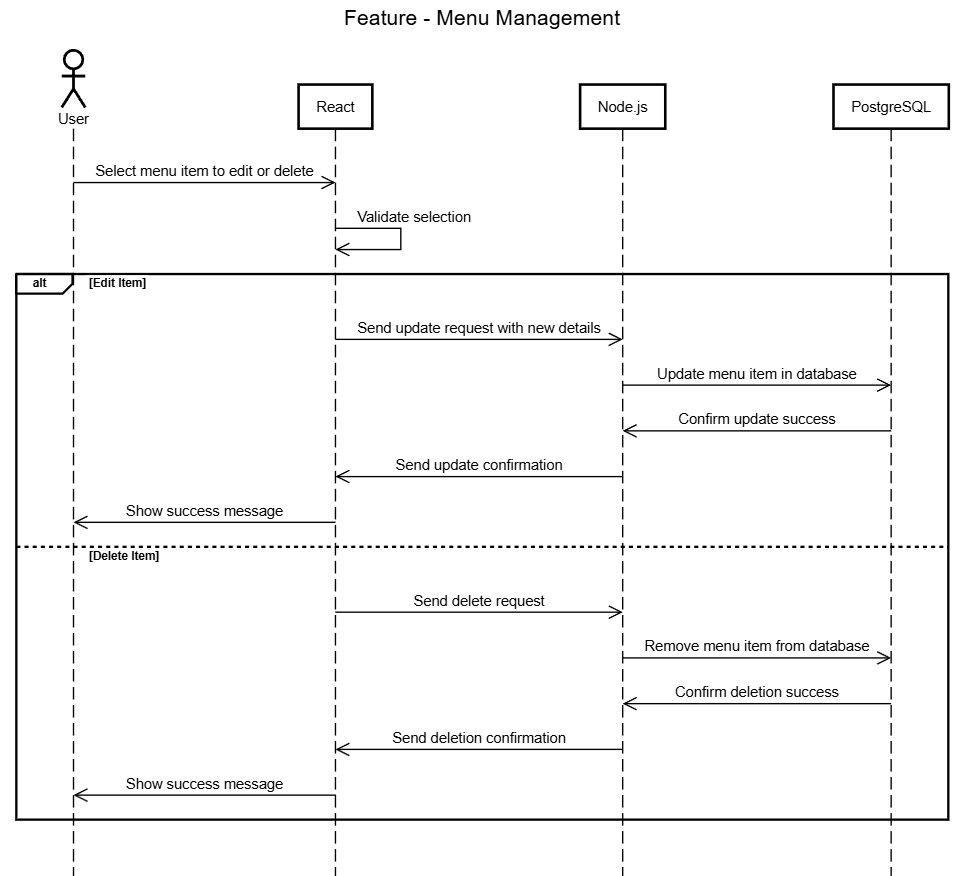 Feature - Menu Management
User
React
Node.js
PostgreSQL
Select menu item to edit or delete
Validate selection
alt
[Edit Item]
Send update request with new details
Update menu item in database
Confirm update success
Send update confirmation
Show success message
[Delete Item]
Send delete request
Remove menu item from database
Confirm deletion success
Send deletion confirmation
Show success message